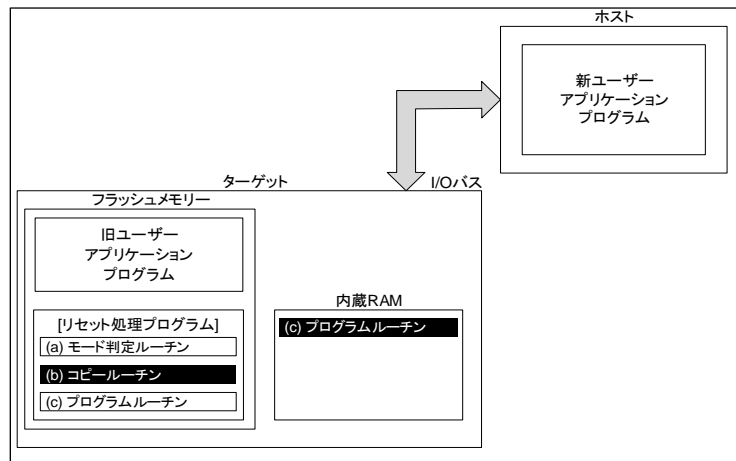 ホスト
新ユーザー
アプリケーション
プログラム
ターゲット
I/Oバス
フラッシュメモリー
旧ユーザー
アプリケーション
プログラム
[リセット処理プログラム]
(a) モード判定ルーチン
(b) コピールーチン
(c) プログラムルーチン
内蔵RAM
(c) プログラムルーチン